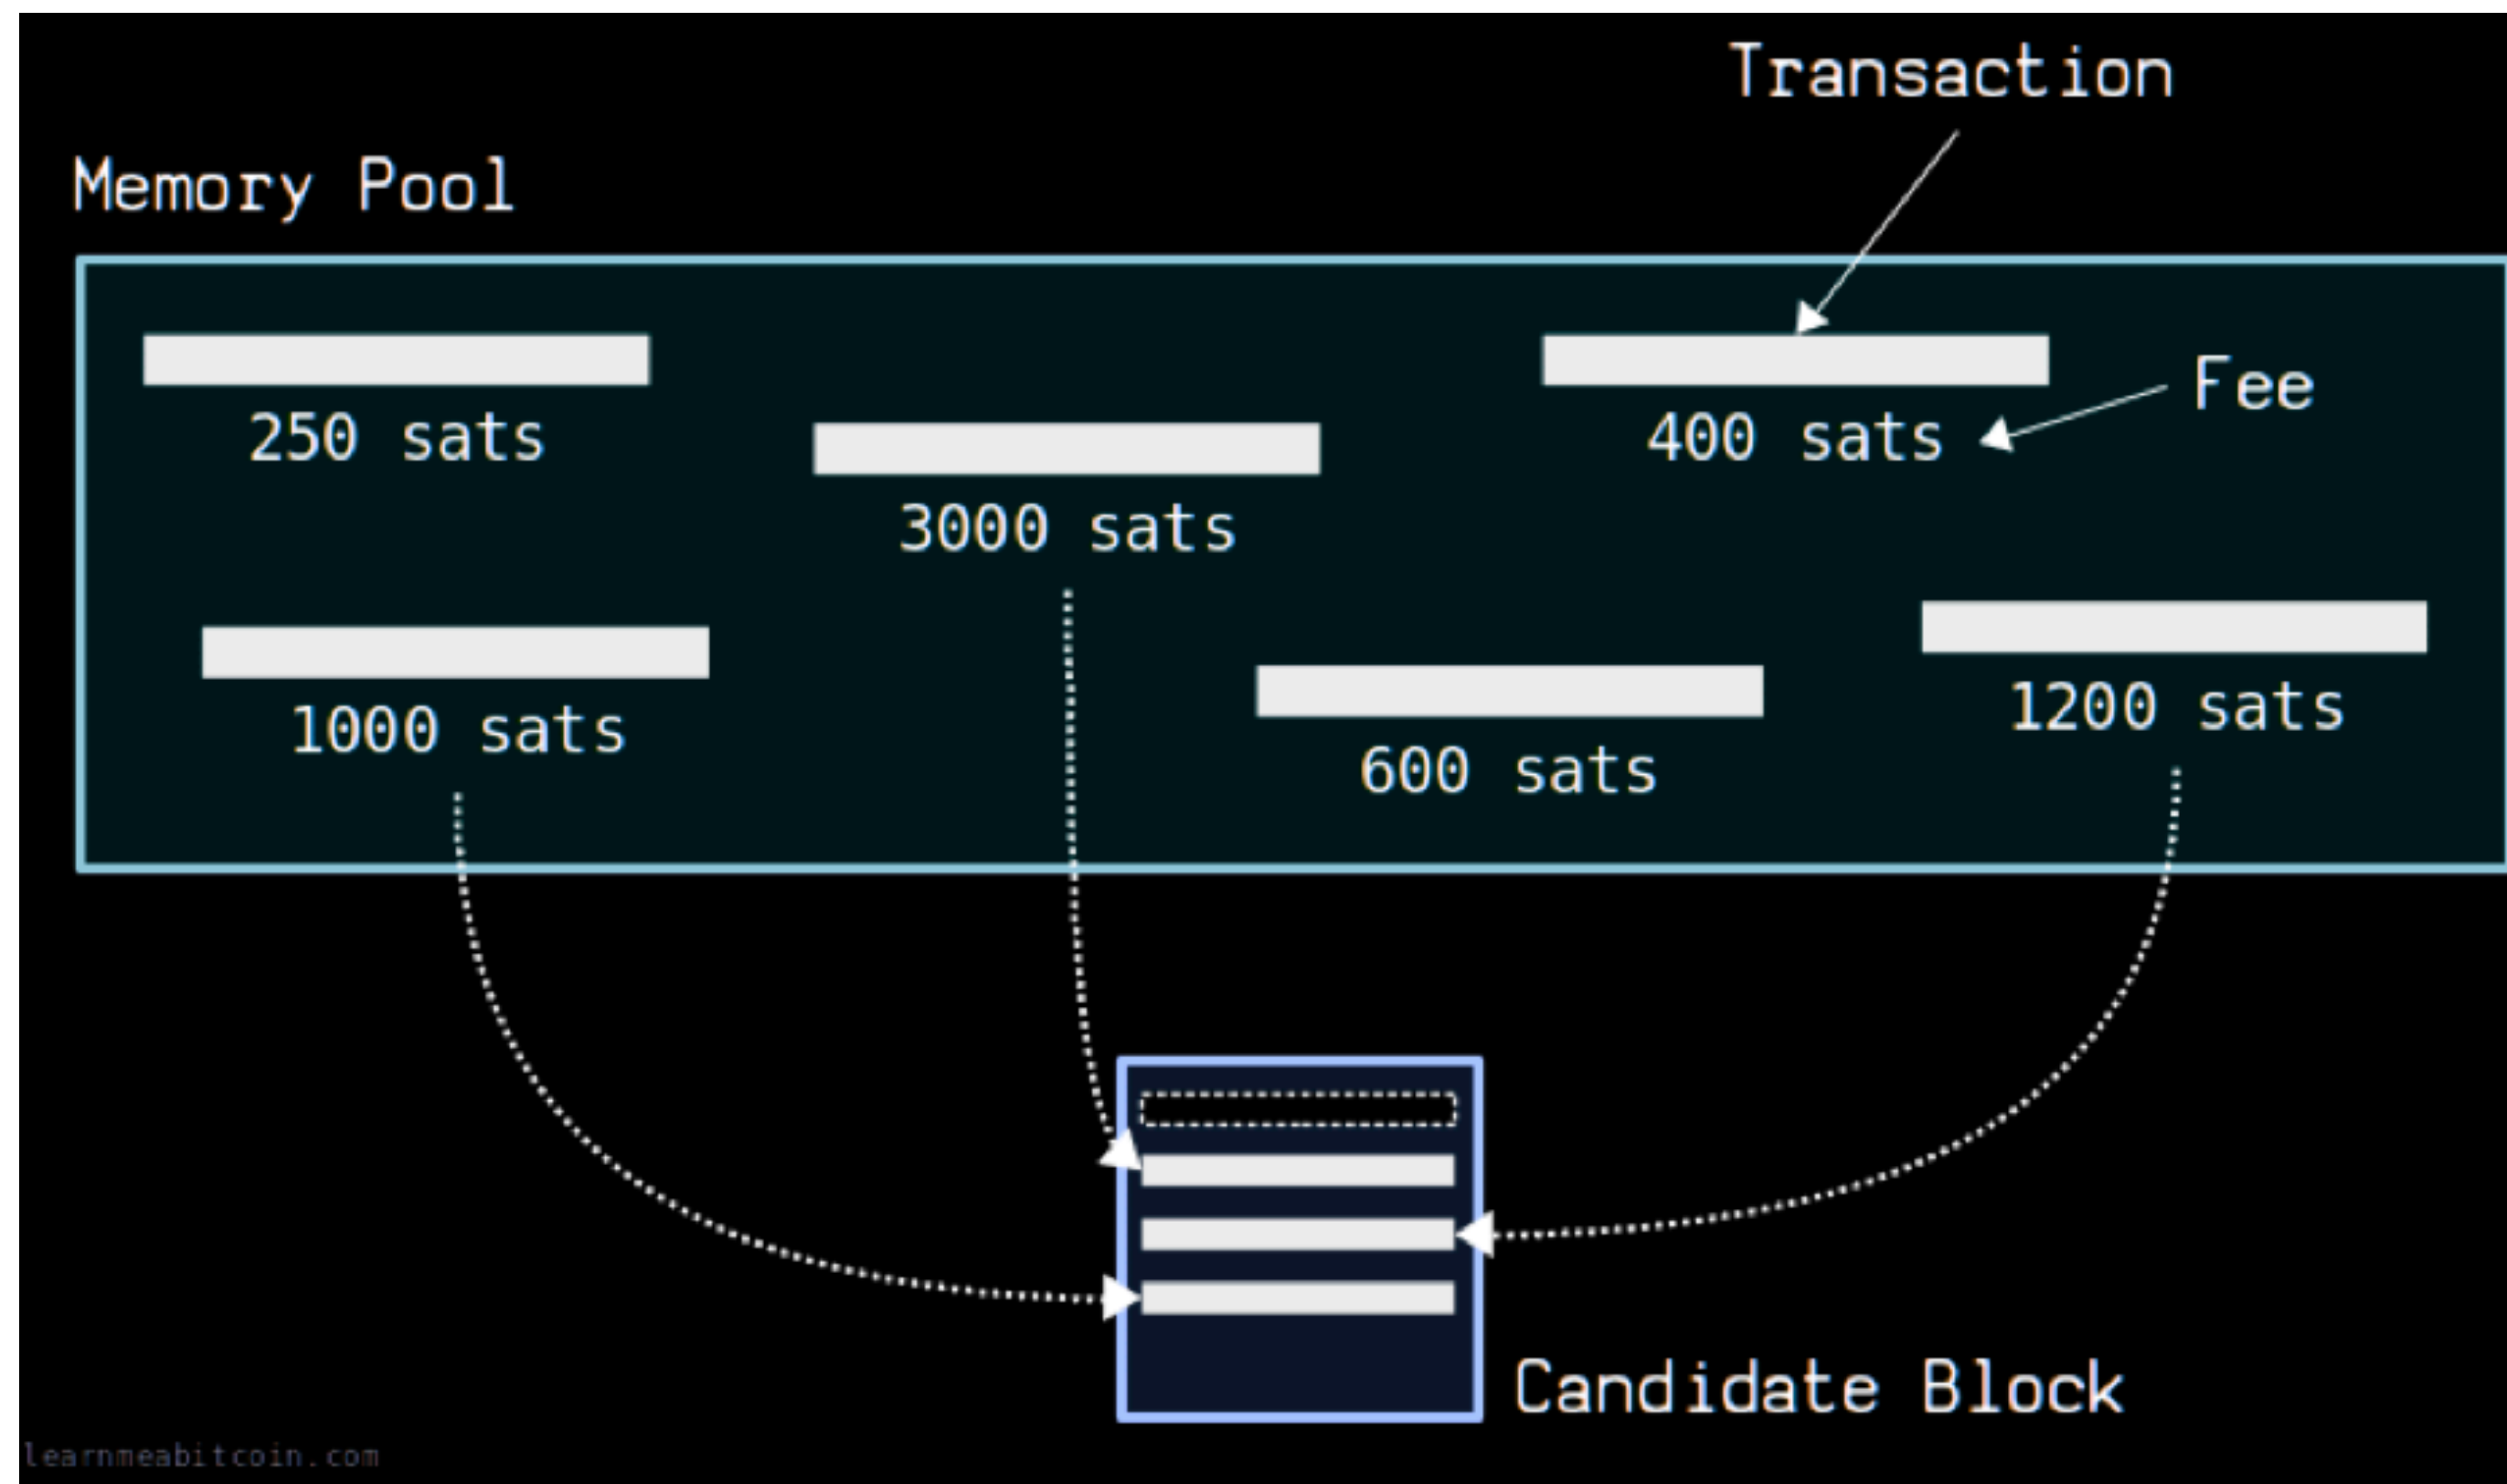 Transaction
Memory Pool
Fee
250 sats
400 sats
3000 sats
1000 sats
1200 sats
600 sats
Candidate Block
learnmeabitcoin.com